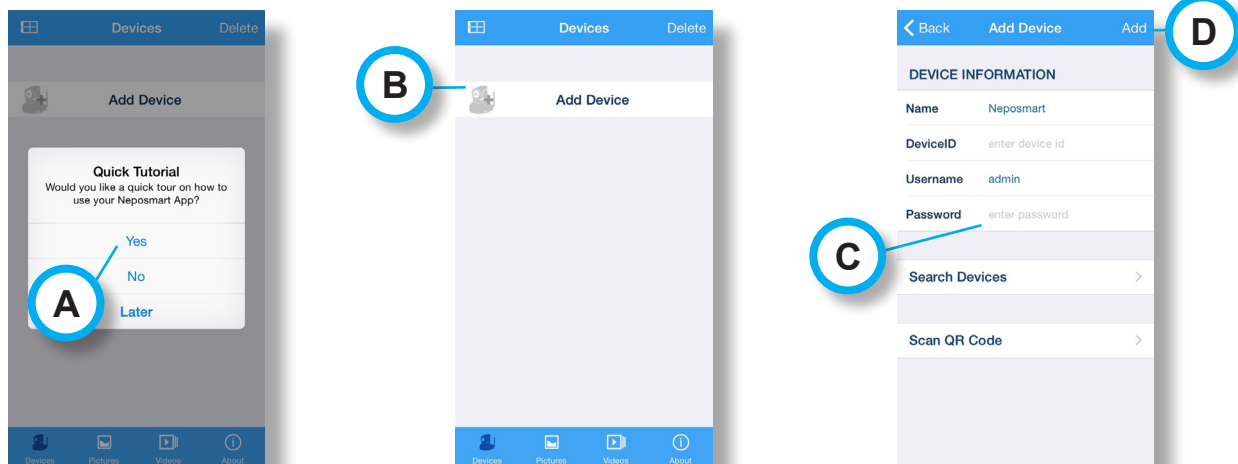 Devices Delete
Add Device
Quick Tutorial
Would you like a quick tour on how to
use your Neposmart App?
Yes
No
Later
A
Devices Pictures Videos About
Devices Delete
B
Add Device
Devices Pictures Videos About
Back Add Device Add
D
DEVICE INFORMATION
Name Neposmart
DeviceID enter device id
Username admin
Password enter password
C
Search Devices
Scan QR Code